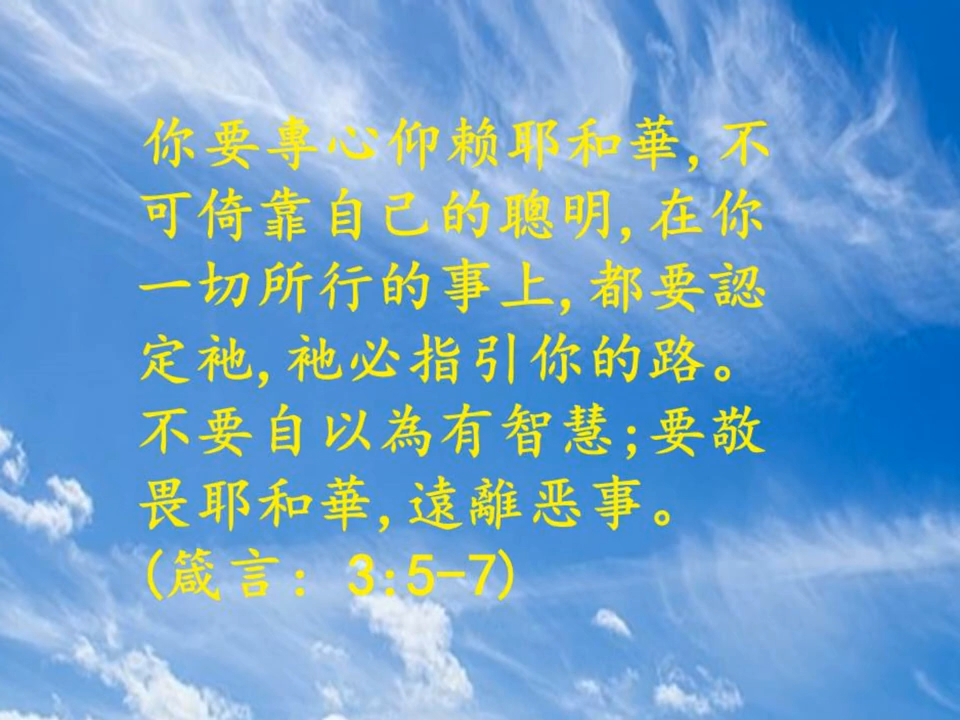 你要專心仰赖耶和華,不
可倚靠自己的聰明,在你
一切所行的事上,都要認
定祂,祂必指引你的路。
不要自以為有智慧;要敬
畏耶和華,遠離恶事。
(箴言: 3:5-7)